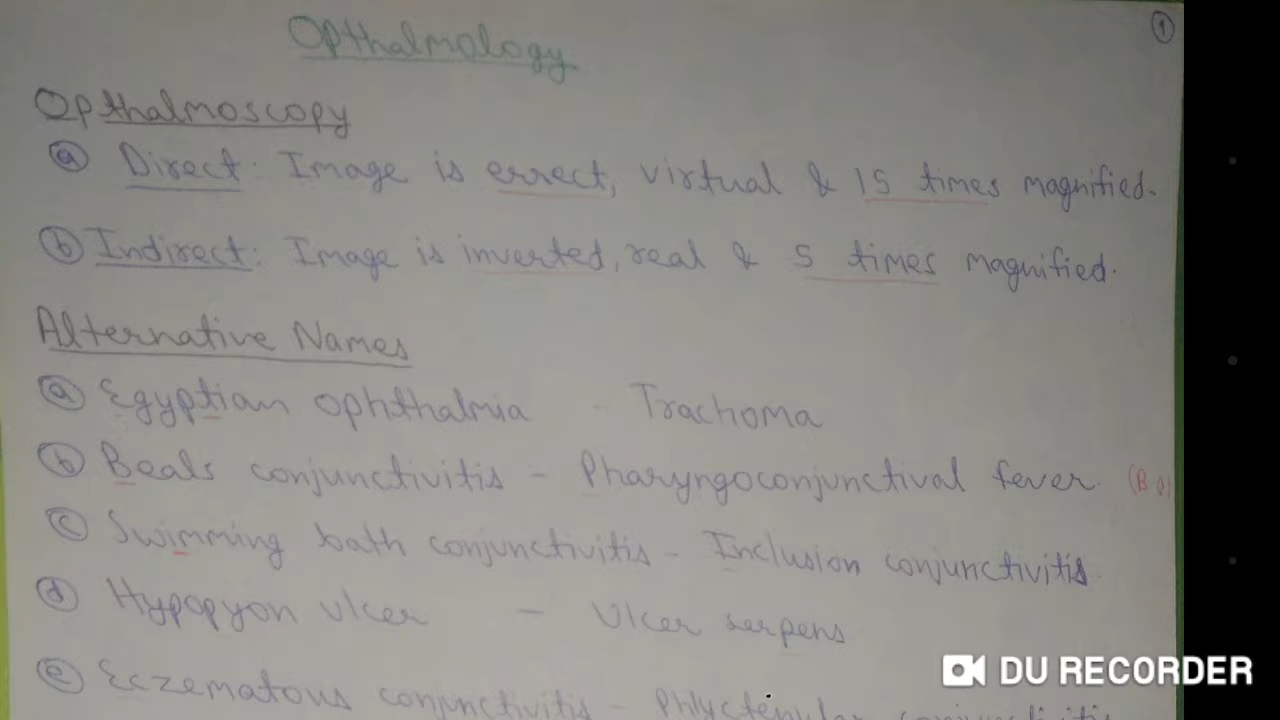 ①
Opthalmology
Opthalmoscopy
ⓐ Direct: Image is errect, virtual & 15 times magnified.
ⓑ Indirect: Image is inverted, real & 5 times magnified.
Alternative Names
ⓐ Egyptian Ophthalmia - Trachoma
ⓑ Beals conjunctivitis - Pharyngoconjunctival fever. (B.P)
ⓒ Swimming bath conjunctivitis - Inclusion conjunctivitis
ⓓ Hypopyon ulcer - Ulcer serpens
ⓔ Eczematous conjunctivitis - Phlyctenular conjunctivitis
DU RECORDER